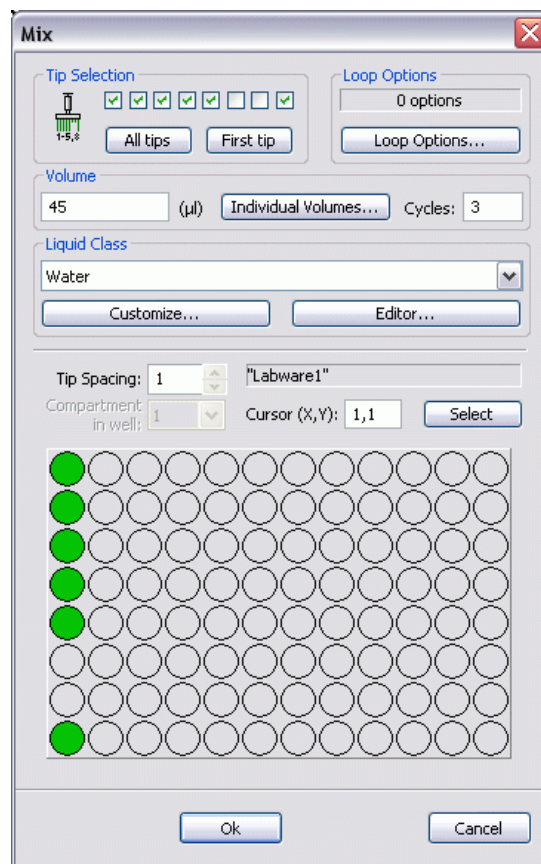 Mix
Tip Selection
1-5,8
All tips
First tip
Loop Options
0 options
Loop Options...
Volume
45 (µl) Individual Volumes... Cycles: 3
Liquid Class
Water
Customize... Editor...
Tip Spacing: 1 "Labware1"
Compartment
in well: 1 Cursor (X,Y): 1,1 Select
Ok Cancel